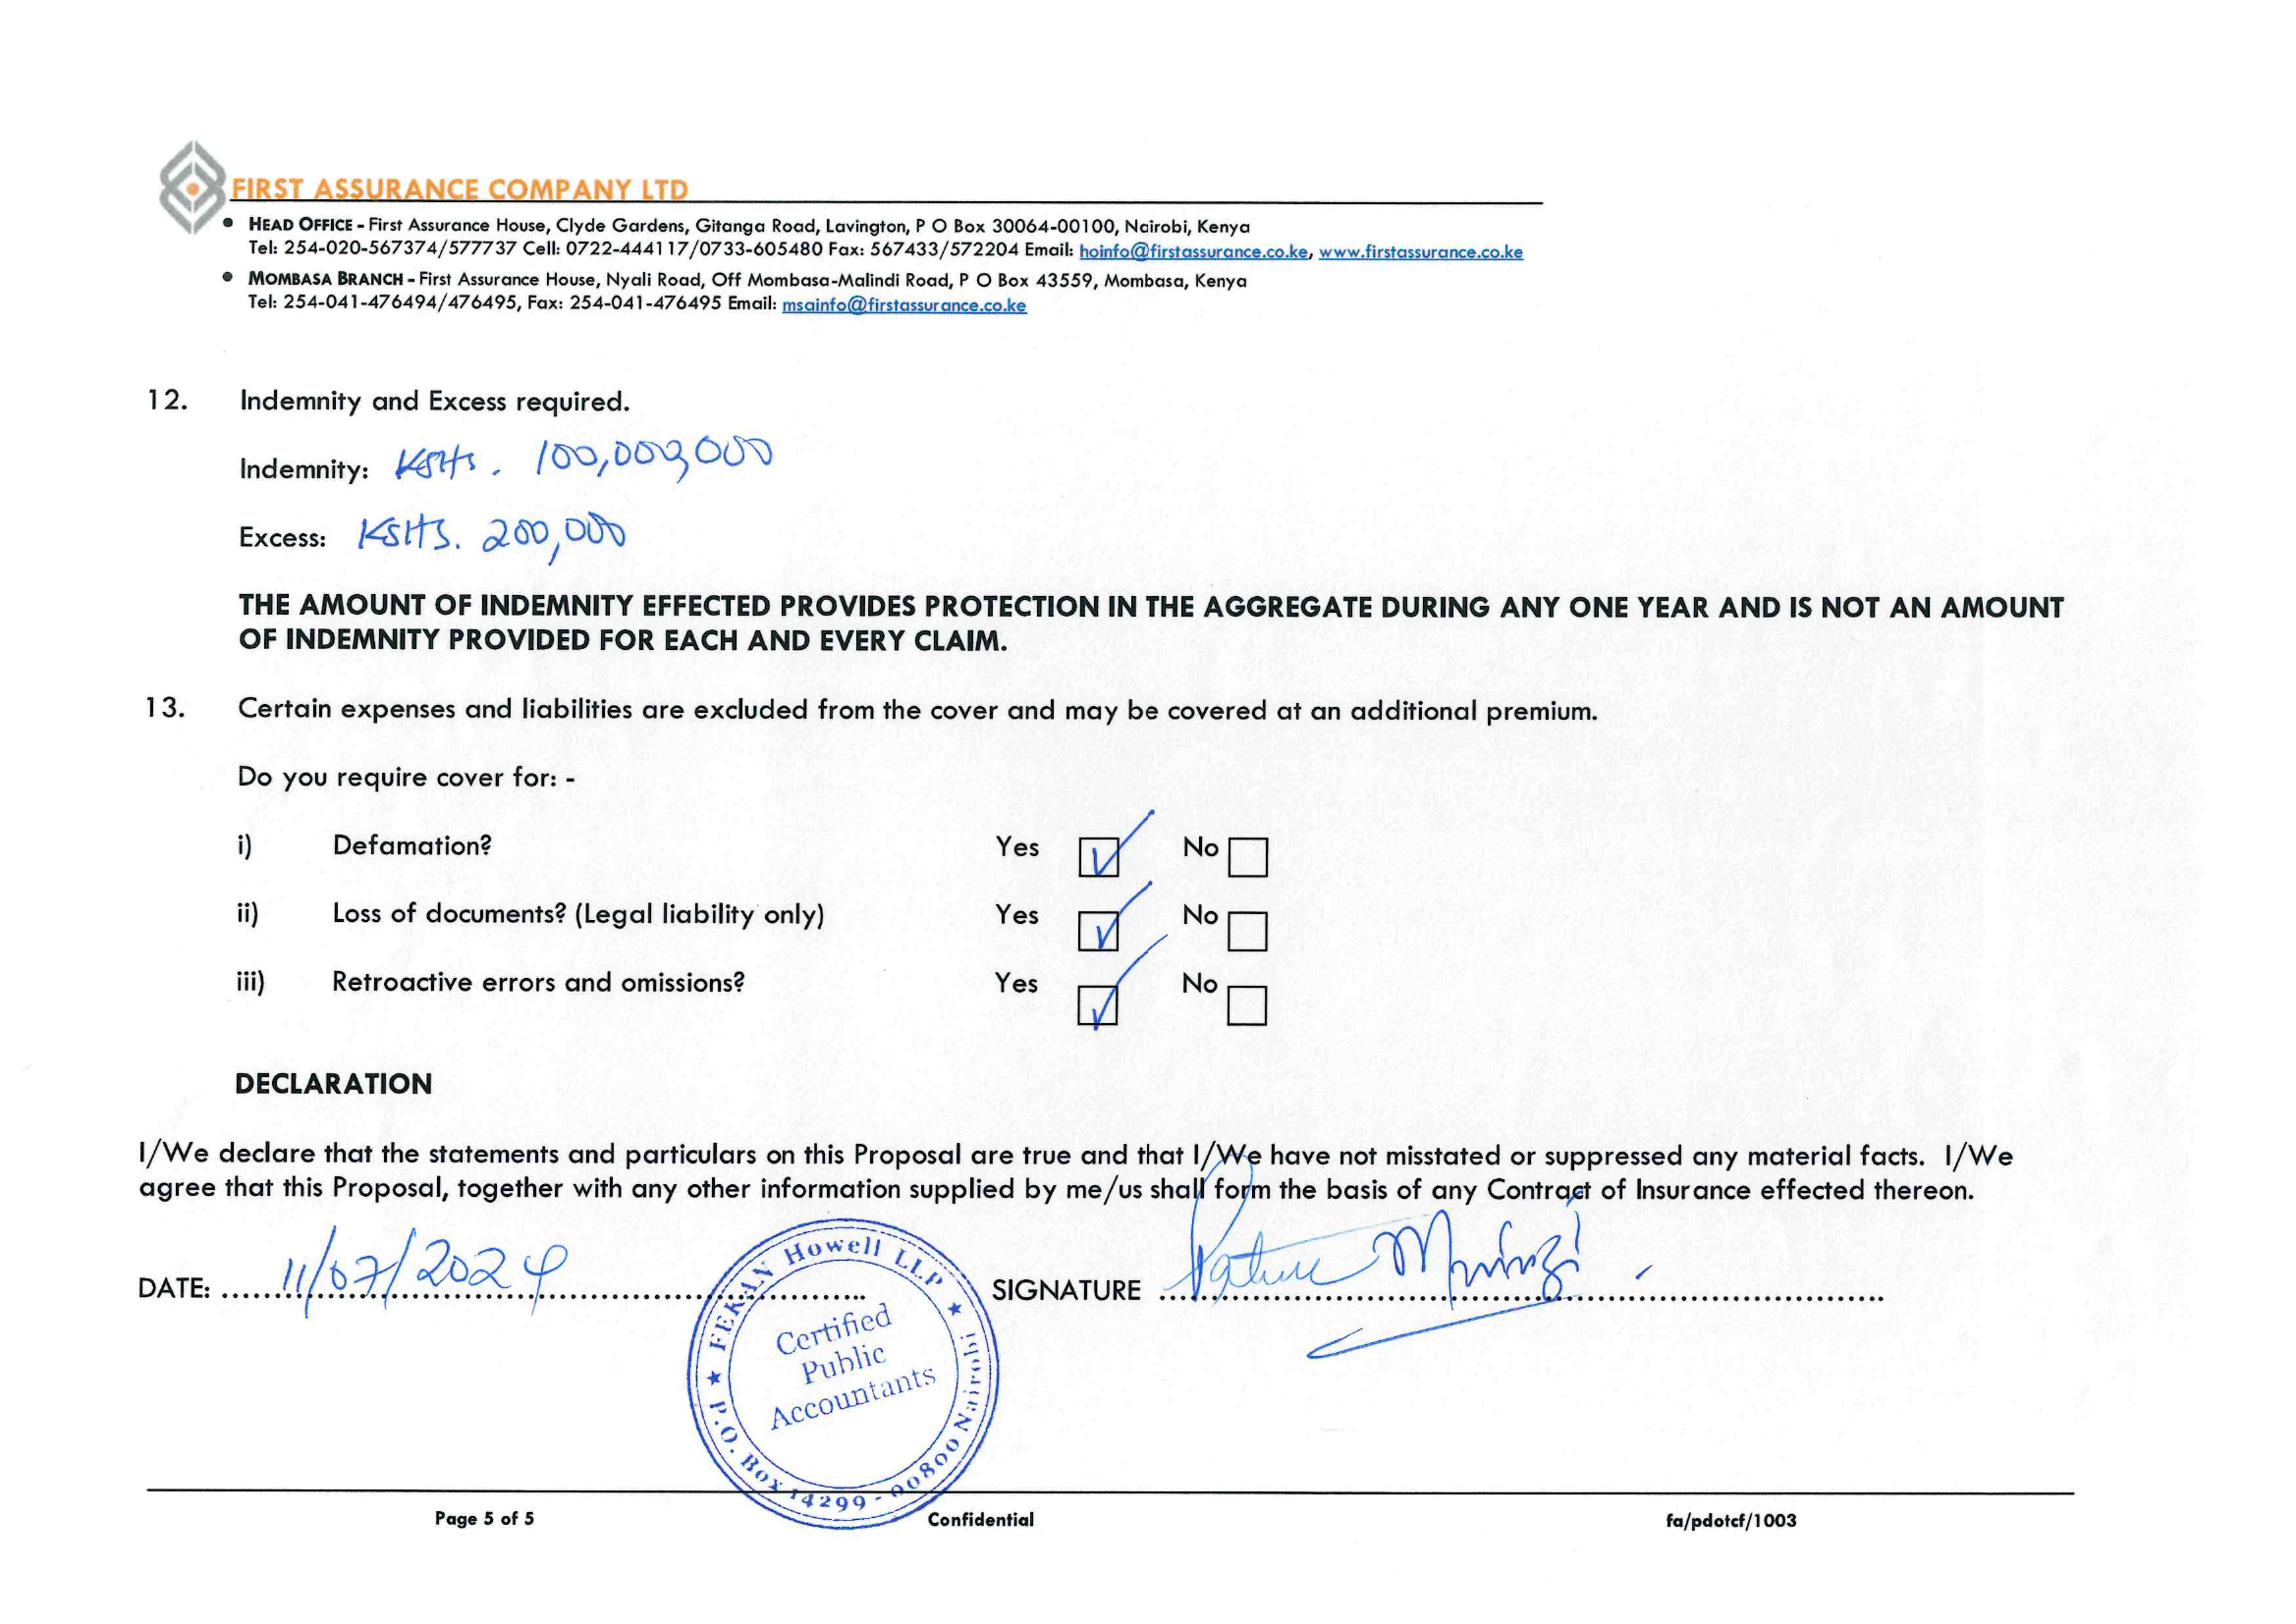 FIRST ASSURANCE COMPANY LTD
• HEAD OFFICE - First Assurance House, Clyde Gardens, Gitanga Road, Lavington, P O Box 30064-00100, Nairobi, Kenya
Tel: 254-020-567374/577737 Cell: 0722-444117/0733-605480 Fax: 567433/572204 Email: hoinfo@firstassurance.co.ke, www.firstassurance.co.ke
• MOMBASA BRANCH - First Assurance House, Nyali Road, Off Mombasa-Malindi Road, P O Box 43559, Mombasa, Kenya
Tel: 254-041-476494/476495, Fax: 254-041-476495 Email: msainfo@firstassurance.co.ke
12. Indemnity and Excess required.
Indemnity: KSHS. 100,000,000
Excess: KSHS. 200,000
THE AMOUNT OF INDEMNITY EFFECTED PROVIDES PROTECTION IN THE AGGREGATE DURING ANY ONE YEAR AND IS NOT AN AMOUNT
OF INDEMNITY PROVIDED FOR EACH AND EVERY CLAIM.
13. Certain expenses and liabilities are excluded from the cover and may be covered at an additional premium.
Do you require cover for: -
i) Defamation? Yes No
ii) Loss of documents? (Legal liability only) Yes No
iii) Retroactive errors and omissions? Yes No
DECLARATION
I/We declare that the statements and particulars on this Proposal are true and that I/We have not misstated or suppressed any material facts. I/We
agree that this Proposal, together with any other information supplied by me/us shall form the basis of any Contract of Insurance effected thereon.
DATE: 11/07/2024 SIGNATURE
FEKAN Howell LLP
Certified
Public
Accountants
P.O. Box 14299 - 00800 Nairobi
Page 5 of 5 Confidential fa/pdotcf/1003